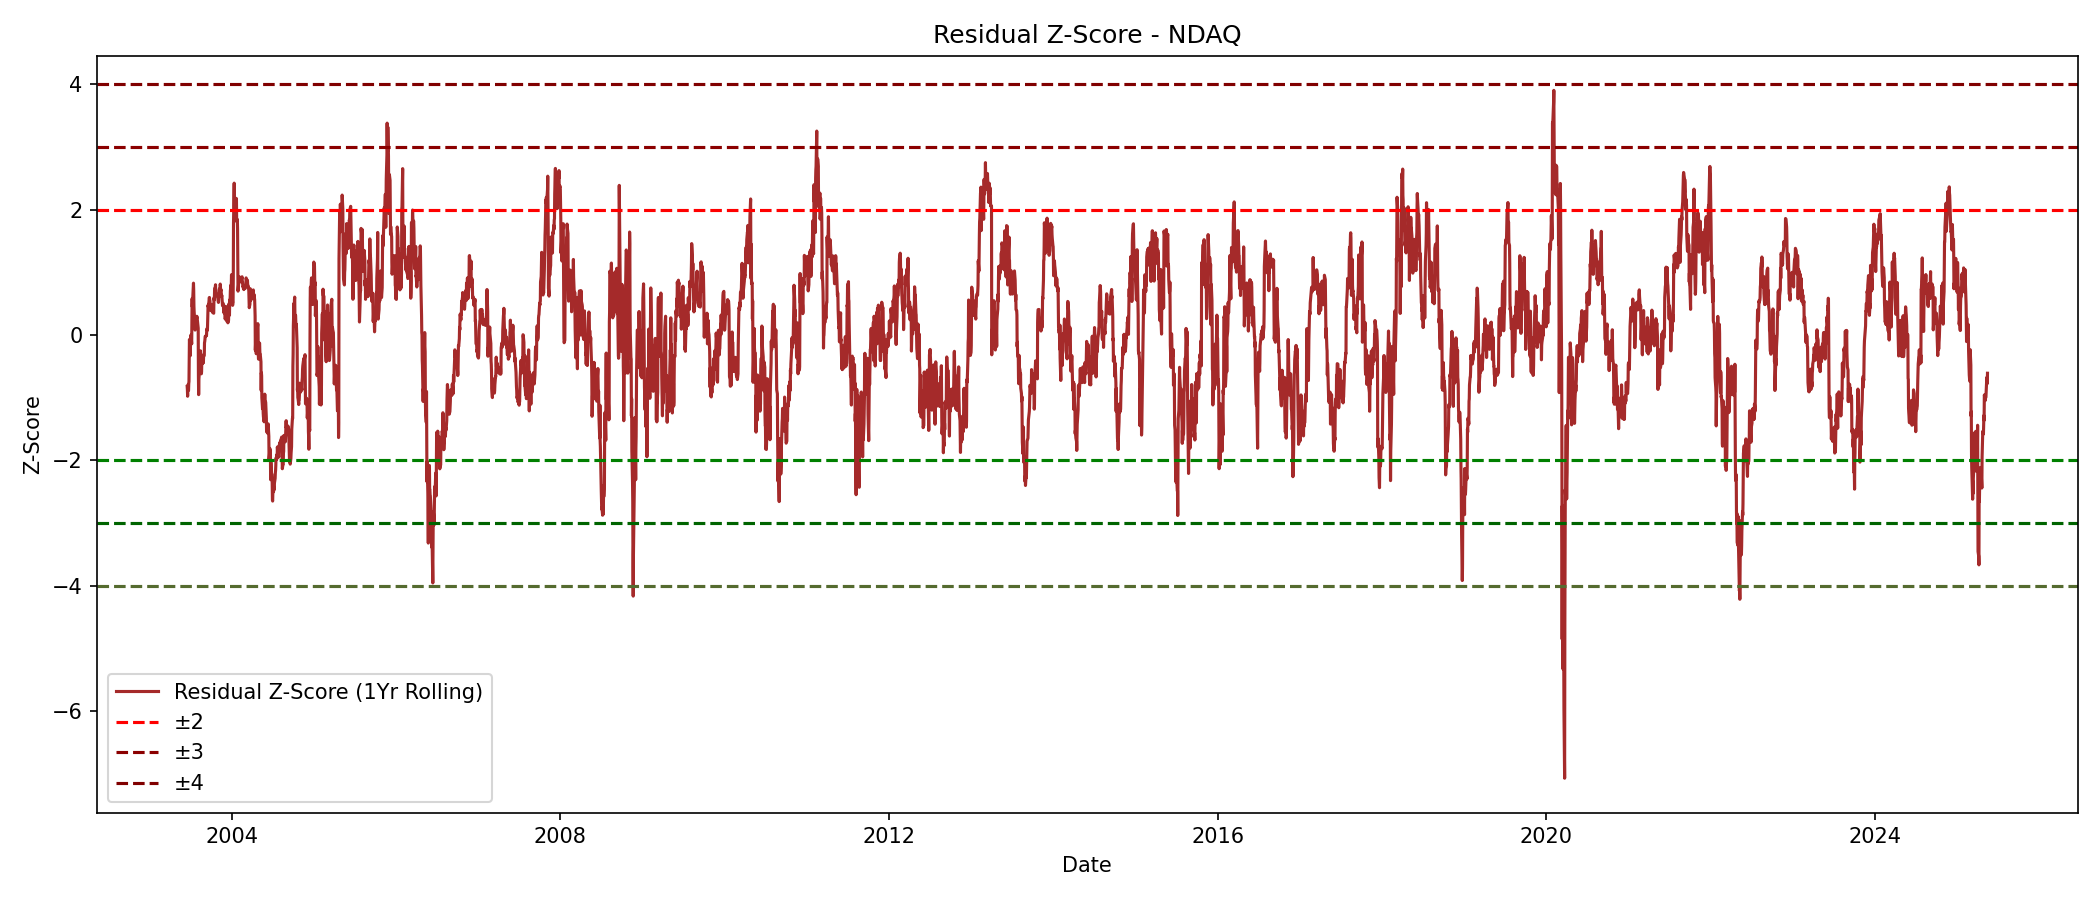 Residual Z-Score - NDAQ
Z-Score
4
2
0
−2
−4
−6
Residual Z-Score (1Yr Rolling)
±2
±3
±4
2004 2008 2012 2016 2020 2024
Date